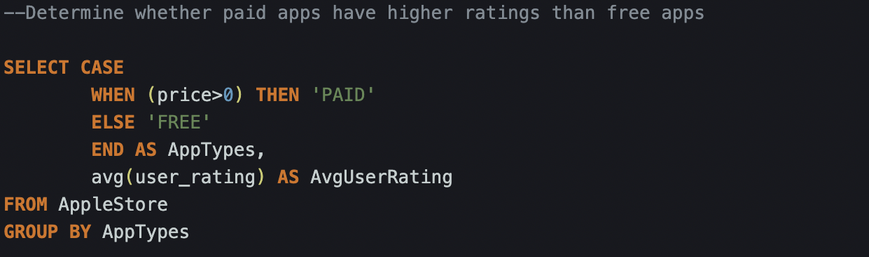 --Determine whether paid apps have higher ratings than free apps
SELECT CASE
WHEN (price>0) THEN 'PAID'
ELSE 'FREE'
END AS AppTypes,
avg(user_rating) AS AvgUserRating
FROM AppleStore
GROUP BY AppTypes